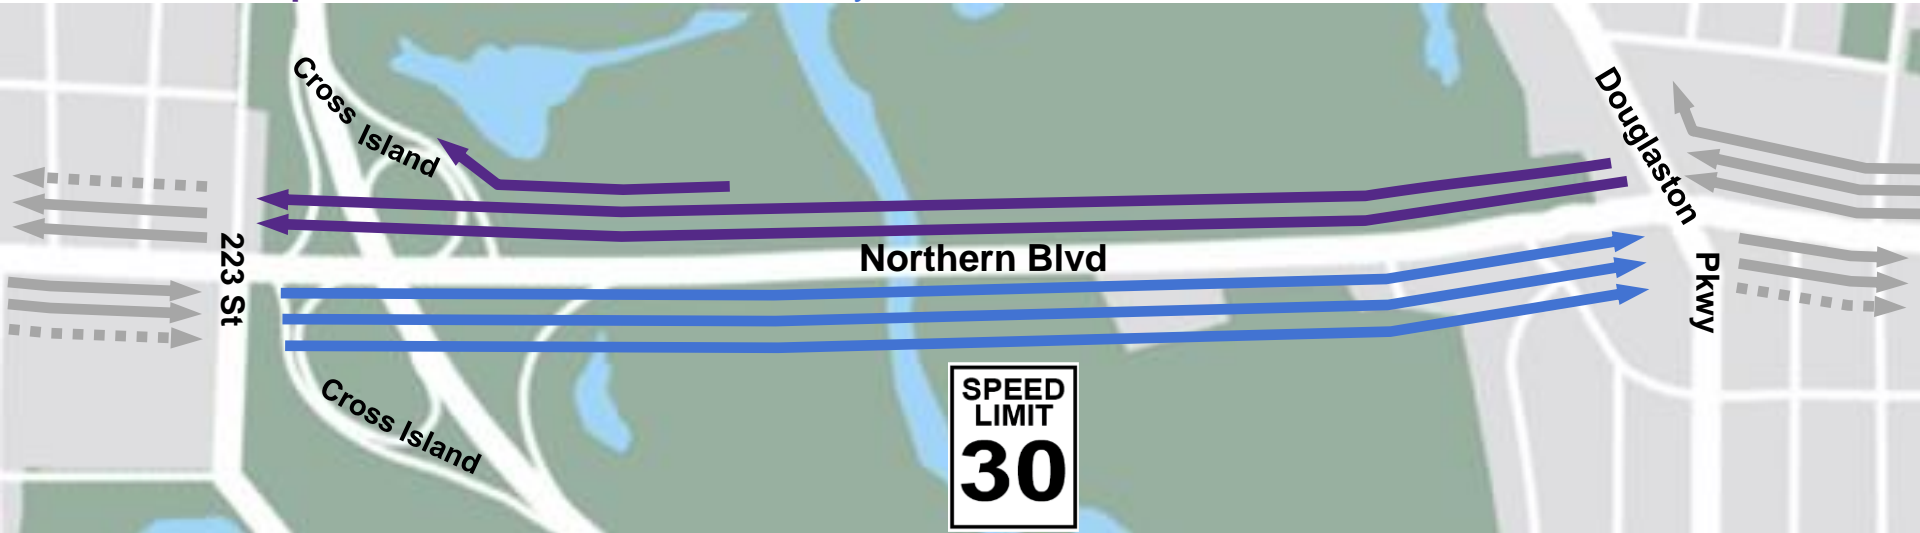 Cross Island
Douglaston Pkwy
223 St
Northern Blvd
Cross Island
SPEED
LIMIT
30